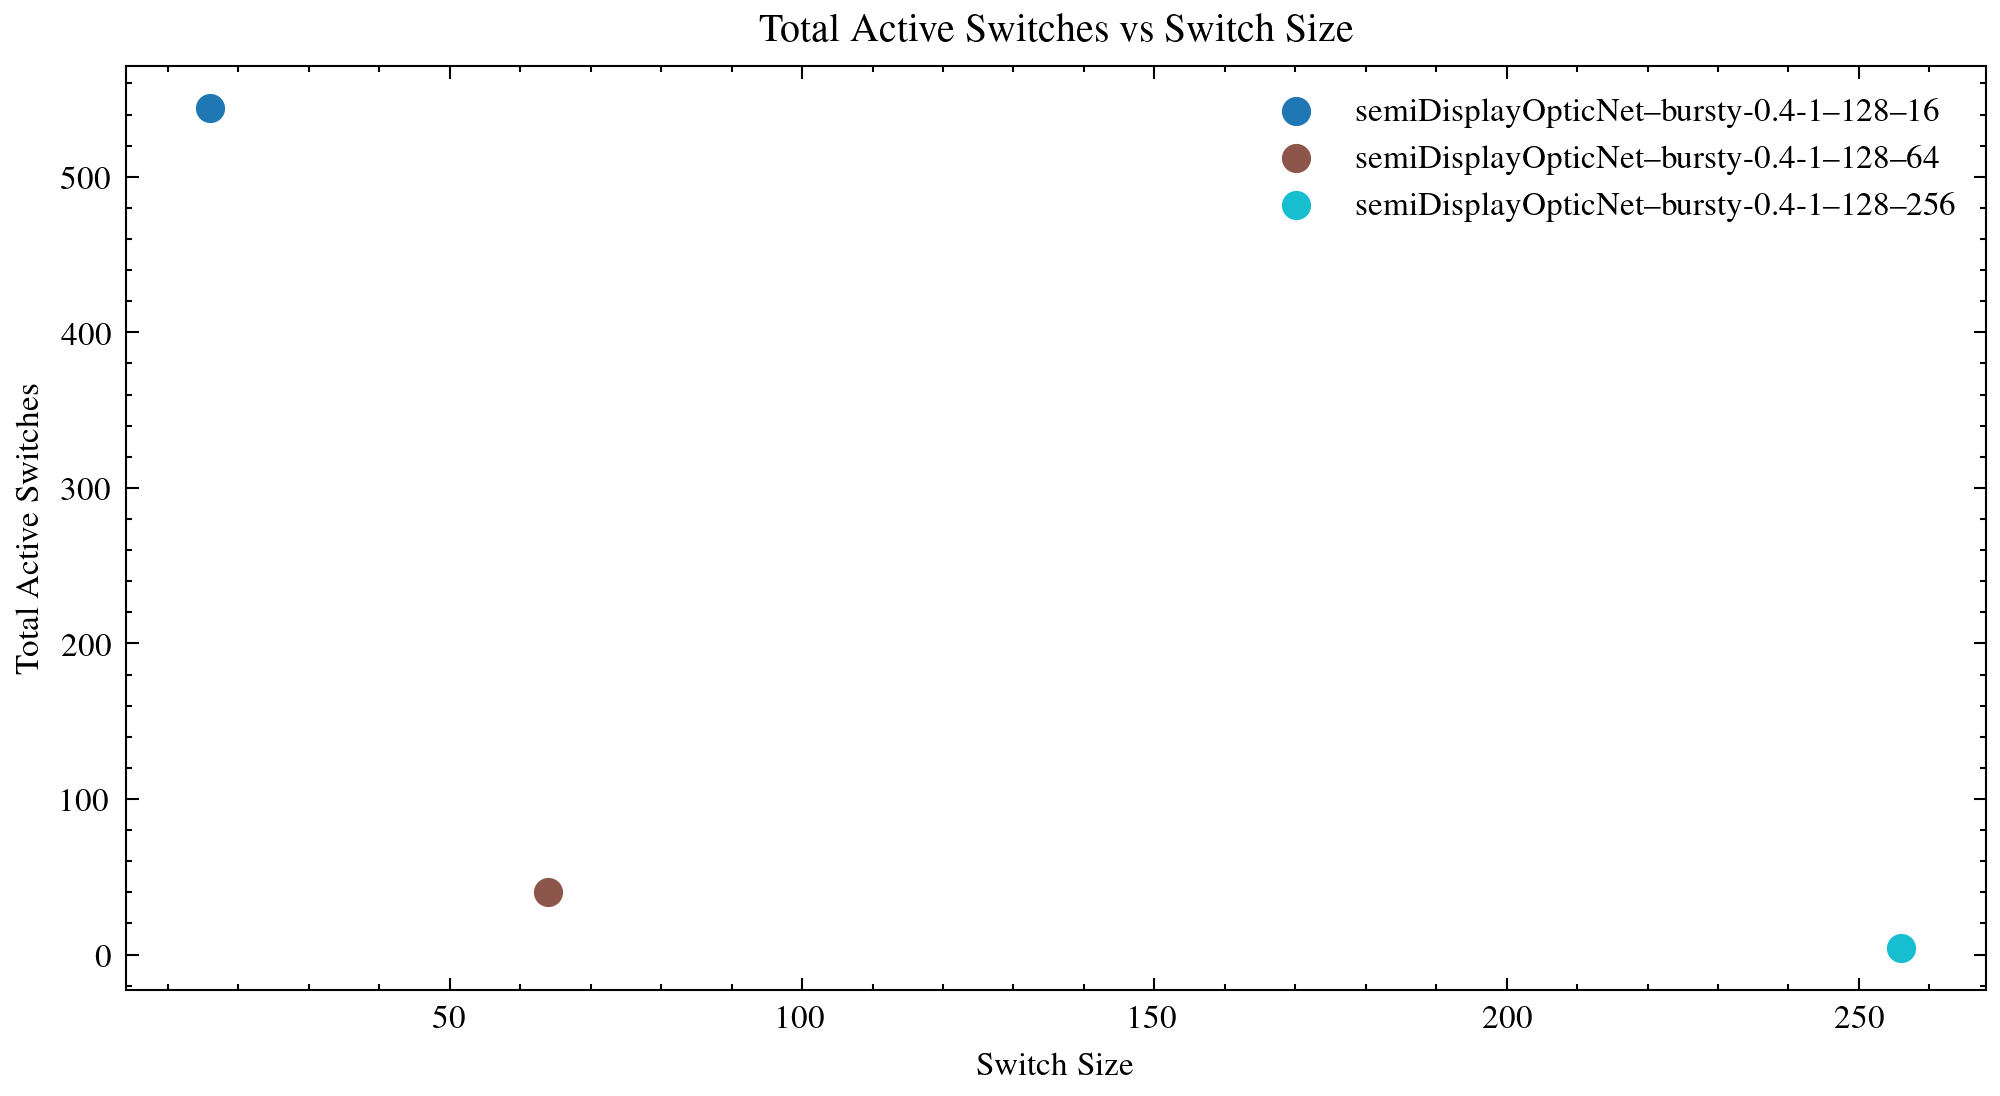 Total Active Switches vs Switch Size
semiDisplayOpticNet–bursty-0.4-1–128–16
semiDisplayOpticNet–bursty-0.4-1–128–64
semiDisplayOpticNet–bursty-0.4-1–128–256
Total Active Switches
500
400
300
200
100
0
50 100 150 200 250
Switch Size